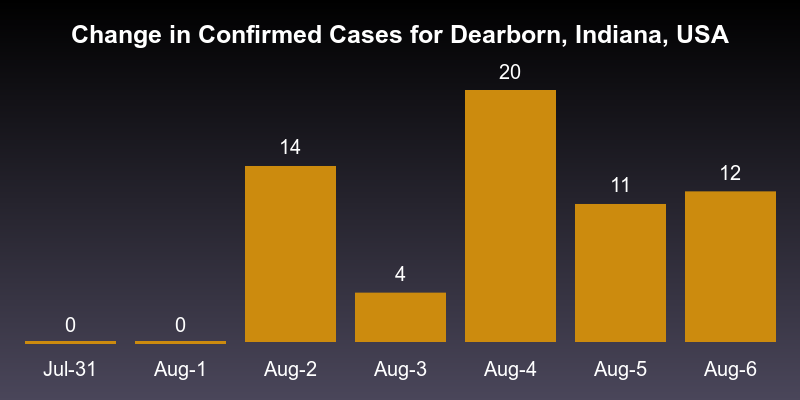 Change in Confirmed Cases for Dearborn, Indiana, USA
0 0 14 4 20 11 12
Jul-31 Aug-1 Aug-2 Aug-3 Aug-4 Aug-5 Aug-6